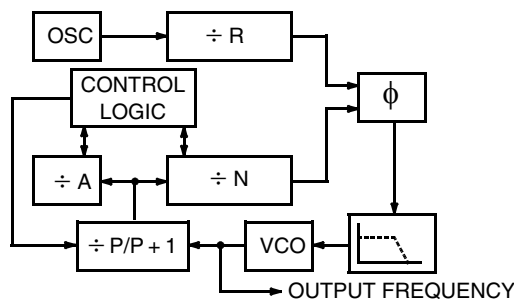 OSC
÷ R
CONTROL
LOGIC
ϕ
÷ A
÷ N
÷ P/P + 1
VCO
OUTPUT FREQUENCY